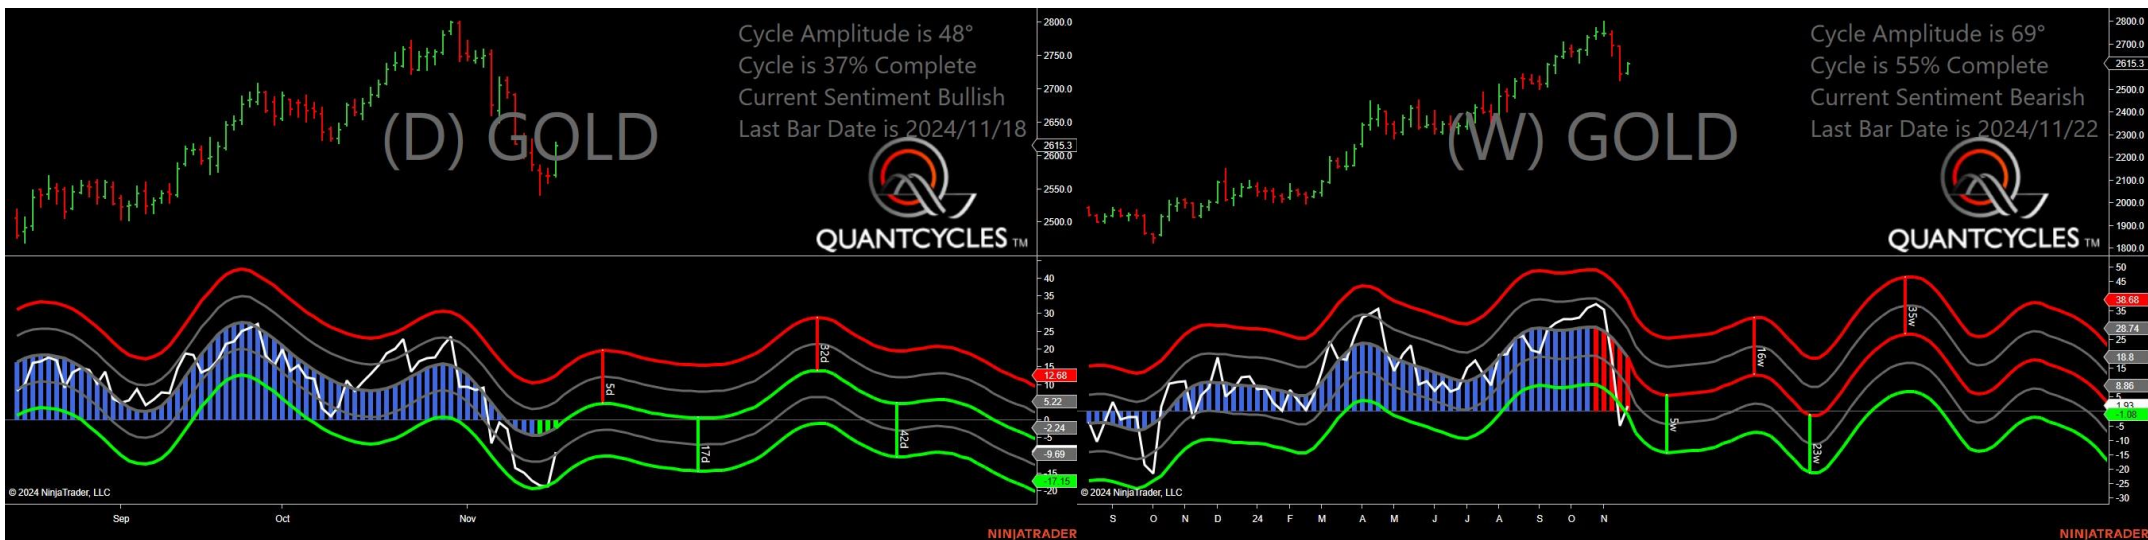 Cycle Amplitude is 48°
Cycle is 37% Complete
Current Sentiment Bullish
Last Bar Date is 2024/11/18
(D) GOLD
QUANTCYCLES TM
2800.0
2750.0
2700.0
2650.0
2615.3
2600.0
2550.0
2500.0
40
35
30
25
20
15
12.68
10
5.22
0
-2.24
-5
-9.69
-15
-17.15
-20
5d
17d
82d
42d
© 2024 NinjaTrader, LLC
Sep
Oct
Nov
NINJATRADER
Cycle Amplitude is 69°
Cycle is 55% Complete
Current Sentiment Bearish
Last Bar Date is 2024/11/22
(W) GOLD
QUANTCYCLES TM
2800.0
2700.0
2615.3
2500.0
2400.0
2300.0
2200.0
2100.0
2000.0
1900.0
1800.0
50
45
38.68
35
28.74
25
18.8
15
8.86
5
1.93
-1.08
-5
-10
-15
-20
-25
-30
5w
16w
23w
35w
© 2024 NinjaTrader, LLC
S
O
N
D
24
F
M
A
M
J
J
A
S
O
N
NINJATRADER